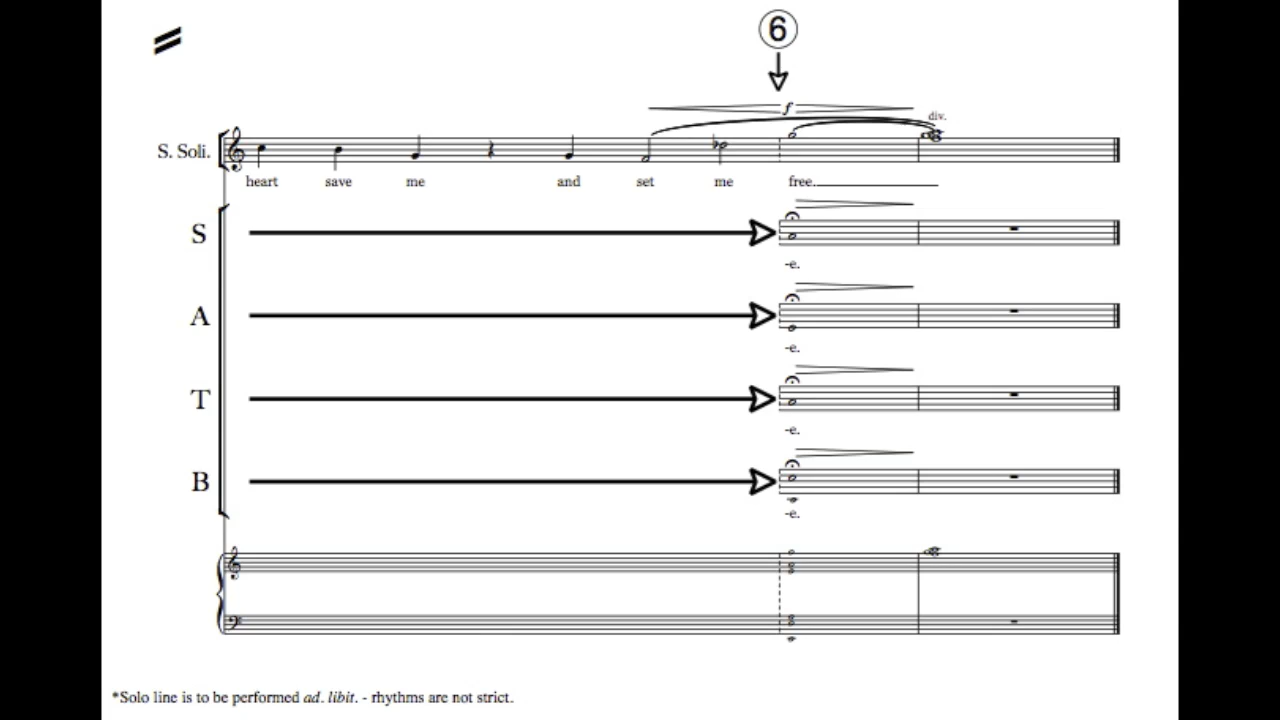 6
f
div.
S. Soli.
heart save me and set me free.
S
-e.
A
-e.
T
-e.
B
-e.
*Solo line is to be performed ad. libit. - rhythms are not strict.